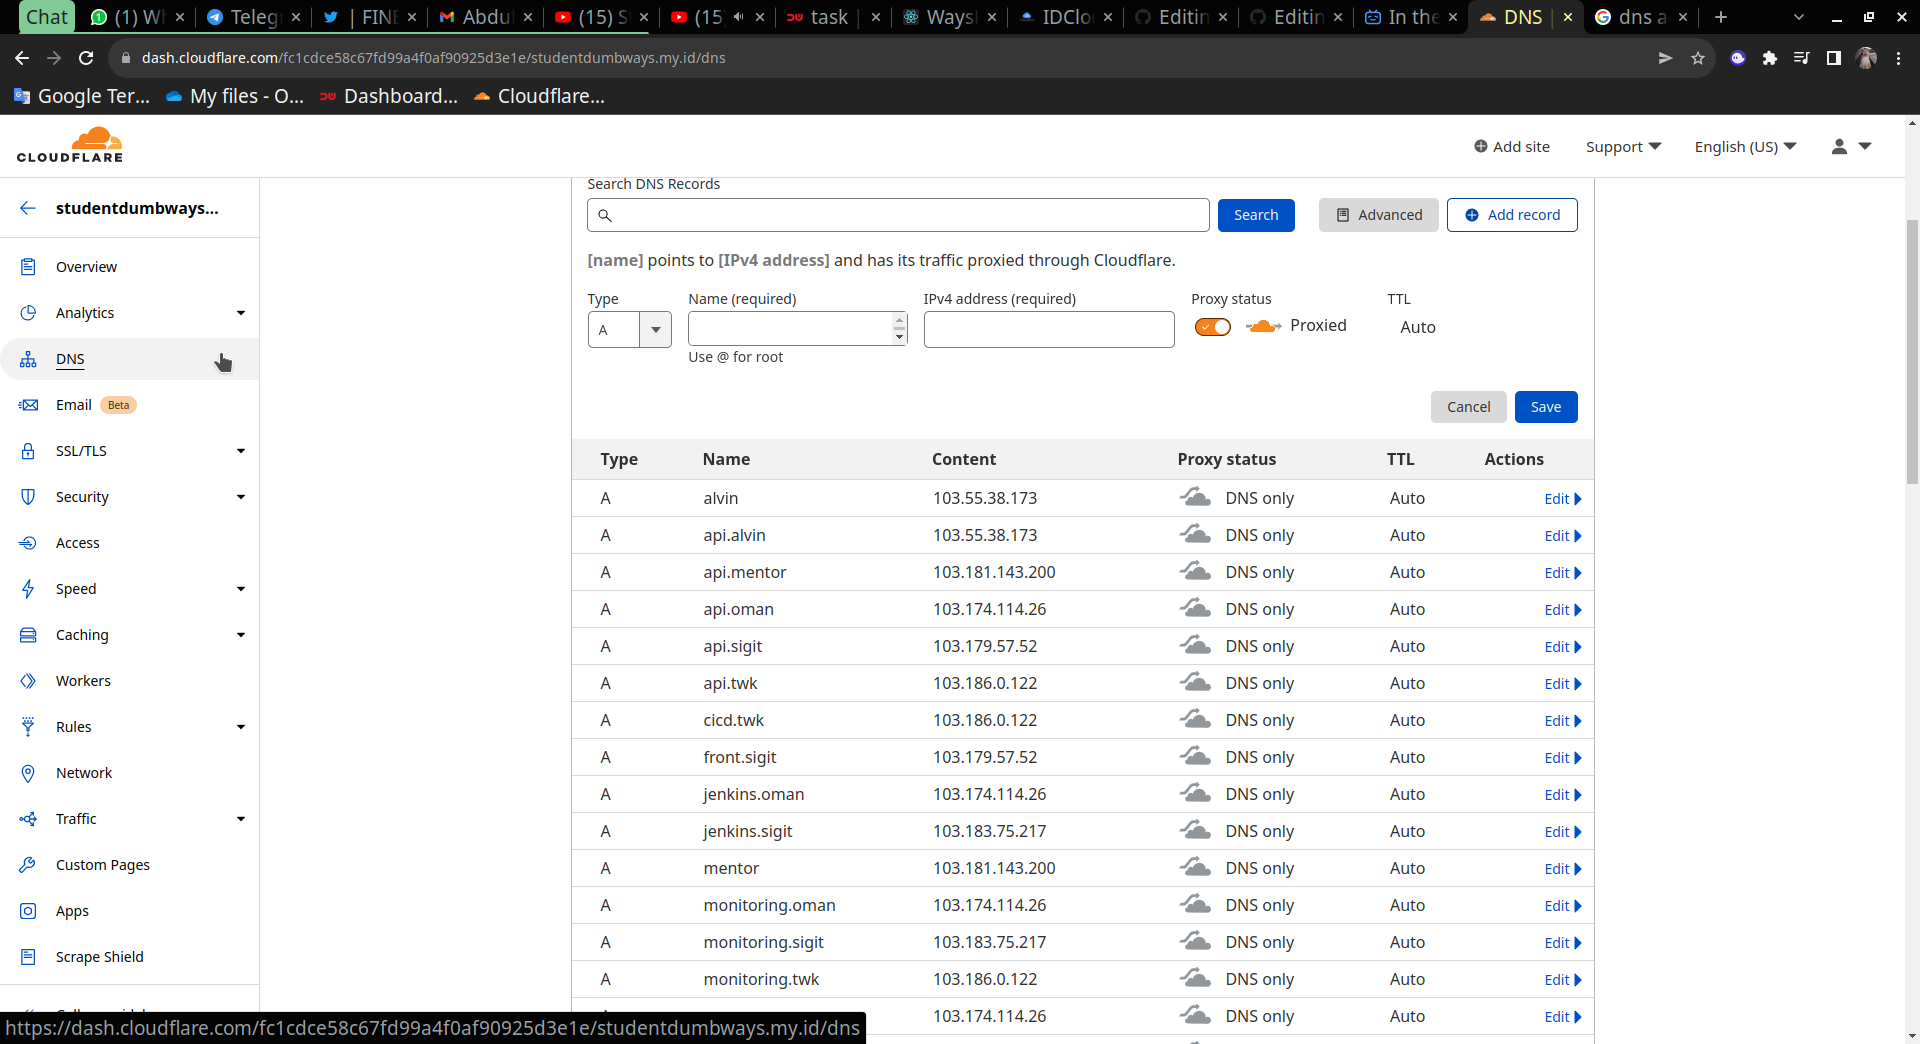 Chat (1) W Teleg | FINE Abdu (15) S (15) task Ways IDClo Editin Editin In the DNS dns a
dash.cloudflare.com/fc1cdce58c67fd99a4f0af90925d3e1e/studentdumbways.my.id/dns
Google Ter... My files - O... Dashboard... Cloudflare...
CLOUDFLARE
Add site Support English (US)
studentdumbways...
Overview
Analytics
DNS
Email Beta
SSL/TLS
Security
Access
Speed
Caching
Workers
Rules
Network
Traffic
Custom Pages
Apps
Scrape Shield
Search DNS Records
Search Advanced Add record
[name] points to [IPv4 address] and has its traffic proxied through Cloudflare.
Type Name (required) IPv4 address (required) Proxy status TTL
A Proxied Auto
Use @ for root
Cancel Save
Type Name Content Proxy status TTL Actions
A alvin 103.55.38.173 DNS only Auto Edit
A api.alvin 103.55.38.173 DNS only Auto Edit
A api.mentor 103.181.143.200 DNS only Auto Edit
A api.oman 103.174.114.26 DNS only Auto Edit
A api.sigit 103.179.57.52 DNS only Auto Edit
A api.twk 103.186.0.122 DNS only Auto Edit
A cicd.twk 103.186.0.122 DNS only Auto Edit
A front.sigit 103.179.57.52 DNS only Auto Edit
A jenkins.oman 103.174.114.26 DNS only Auto Edit
A jenkins.sigit 103.183.75.217 DNS only Auto Edit
A mentor 103.181.143.200 DNS only Auto Edit
A monitoring.oman 103.174.114.26 DNS only Auto Edit
A monitoring.sigit 103.183.75.217 DNS only Auto Edit
A monitoring.twk 103.186.0.122 DNS only Auto Edit
103.174.114.26 DNS only Auto Edit
https://dash.cloudflare.com/fc1cdce58c67fd99a4f0af90925d3e1e/studentdumbways.my.id/dns